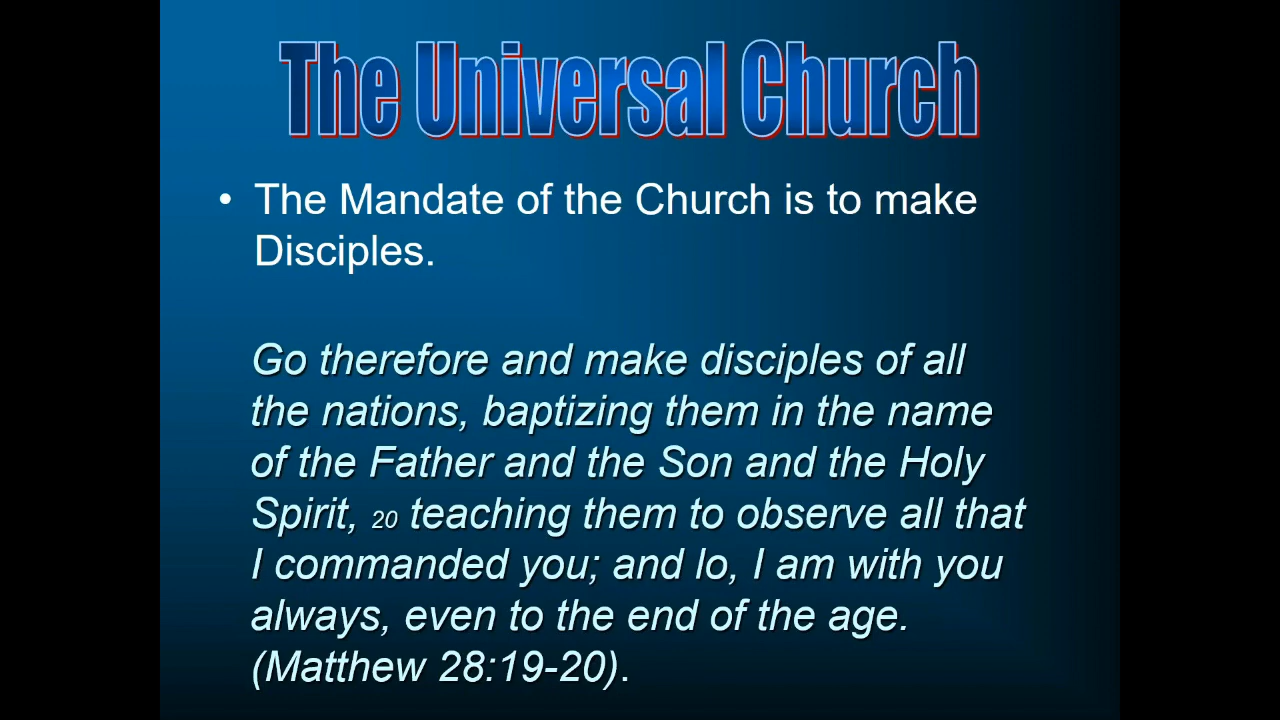 The Universal Church
• The Mandate of the Church is to make
Disciples.
Go therefore and make disciples of all
the nations, baptizing them in the name
of the Father and the Son and the Holy
Spirit, 20 teaching them to observe all that
I commanded you; and lo, I am with you
always, even to the end of the age.
(Matthew 28:19-20).